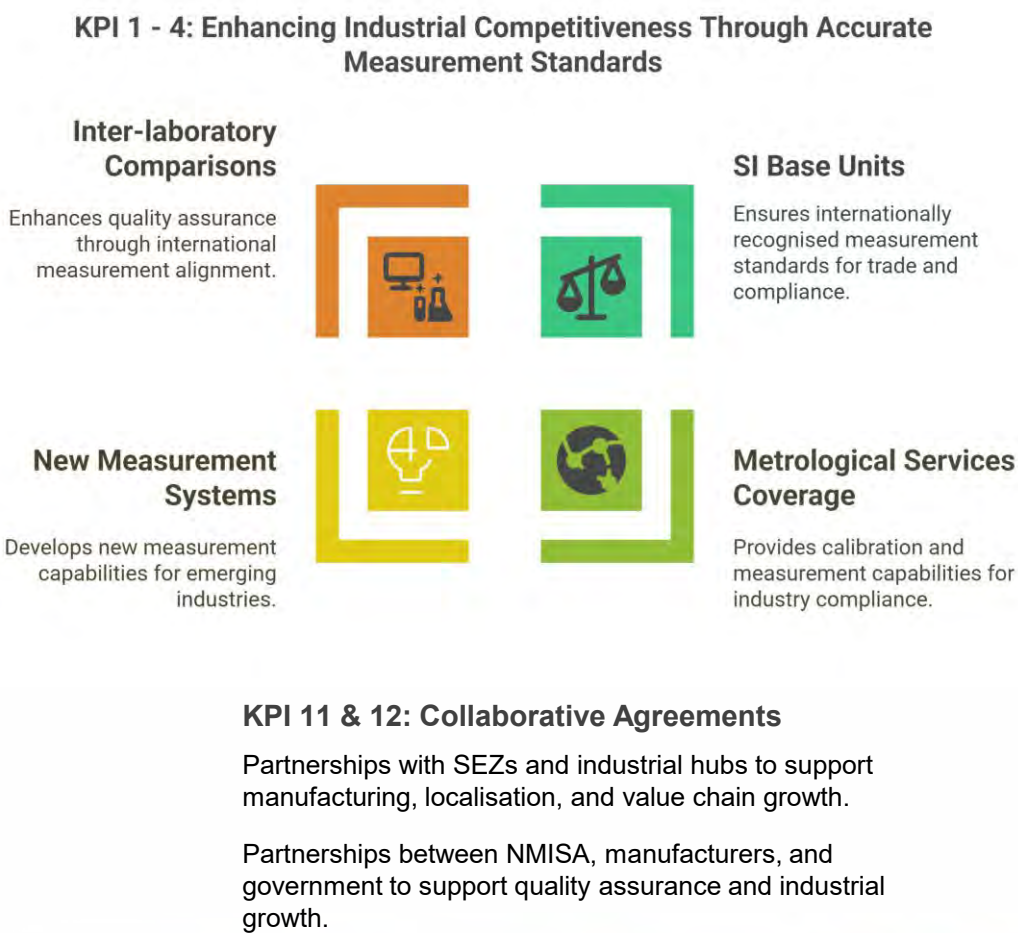 KPI 1 - 4: Enhancing Industrial Competitiveness Through Accurate
Measurement Standards
Inter-laboratory
Comparisons
Enhances quality assurance
through international
measurement alignment.
SI Base Units
Ensures internationally
recognised measurement
standards for trade and
compliance.
New Measurement
Systems
Develops new measurement
capabilities for emerging
industries.
Metrological Services
Coverage
Provides calibration and
measurement capabilities for
industry compliance.
KPI 11 & 12: Collaborative Agreements
Partnerships with SEZs and industrial hubs to support
manufacturing, localisation, and value chain growth.
Partnerships between NMISA, manufacturers, and
government to support quality assurance and industrial
growth.